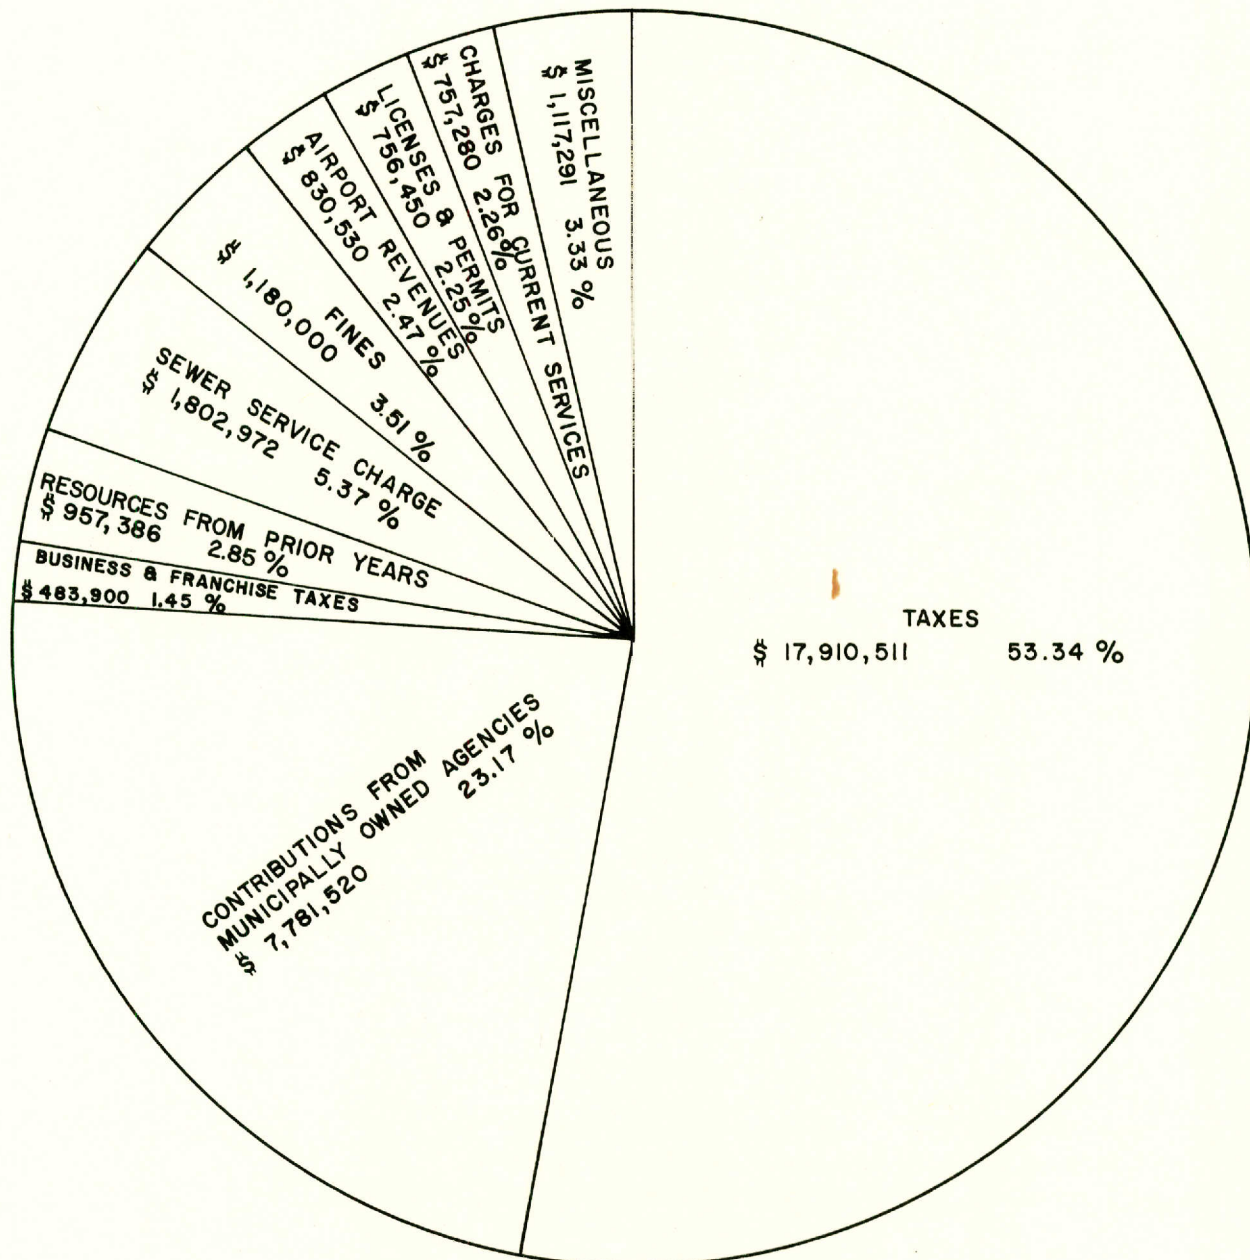 MISCELLANEOUS
$ 1,117,291 3.33 %
CHARGES FOR CURRENT SERVICES
$ 757,280 2.26%
LICENSES & PERMITS
$ 756,450 2.25%
AIRPORT REVENUES
$ 830,530 2.47 %
FINES
$ 1,180,000 3.51 %
SEWER SERVICE CHARGE
$ 1,802,972 5.37 %
RESOURCES FROM PRIOR YEARS
$ 957,386 2.85 %
BUSINESS & FRANCHISE TAXES
$ 483,900 1.45 %
TAXES
$ 17,910,511 53.34 %
CONTRIBUTIONS FROM
MUNICIPALLY OWNED AGENCIES
$ 7,781,520 23.17 %